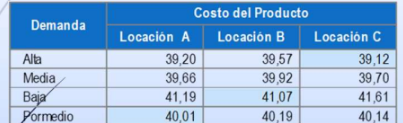 Demanda Costo del Producto
Locación A Locación B Locación C
Alta 39,20 39,57 39,12
Media 39,66 39,92 39,70
Baja 41,19 41,07 41,61
Pormedio 40,01 40,19 40,14